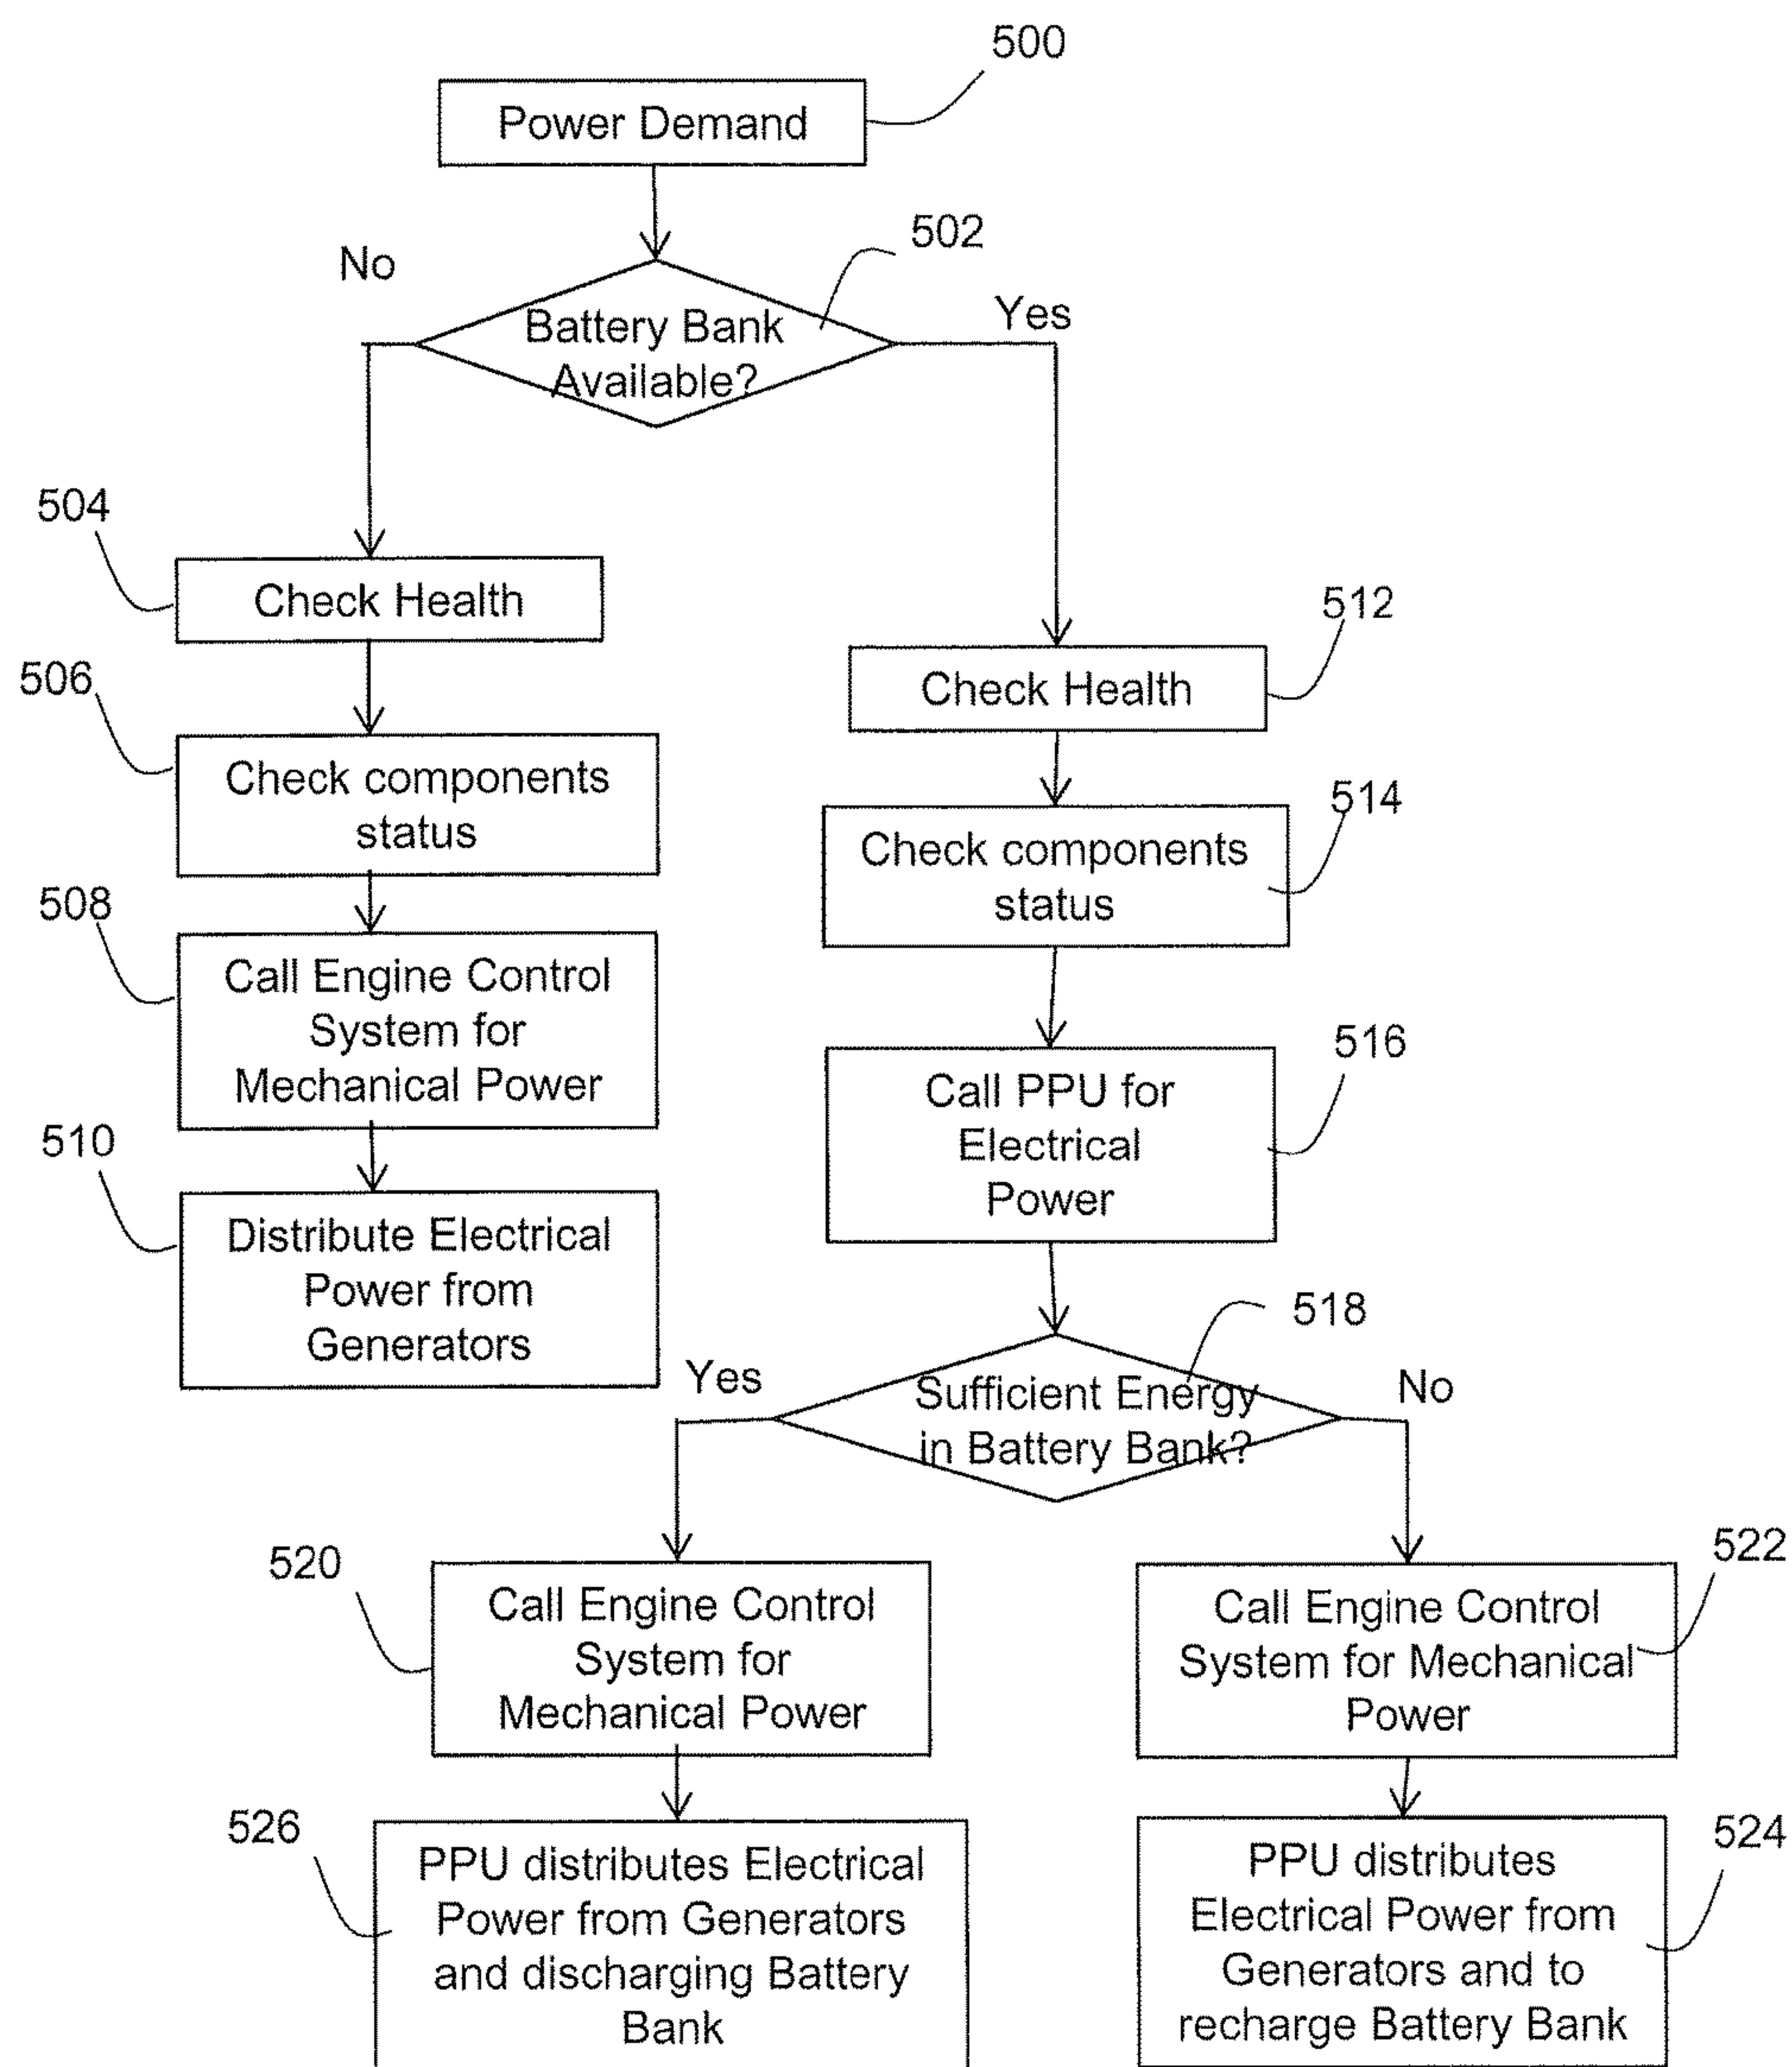 500
Power Demand
502
No
Yes
Battery Bank
Available?
504
Check Health
512
Check Health
506
Check components
status
514
Check components
status
508
Call Engine Control
System for
Mechanical Power
516
Call PPU for
Electrical
Power
510
Distribute Electrical
Power from
Generators
518
Yes
No
Sufficient Energy
in Battery Bank?
520
Call Engine Control
System for
Mechanical Power
522
Call Engine Control
System for Mechanical
Power
526
PPU distributes Electrical
Power from Generators
and discharging Battery
Bank
524
PPU distributes
Electrical Power from
Generators and to
recharge Battery Bank